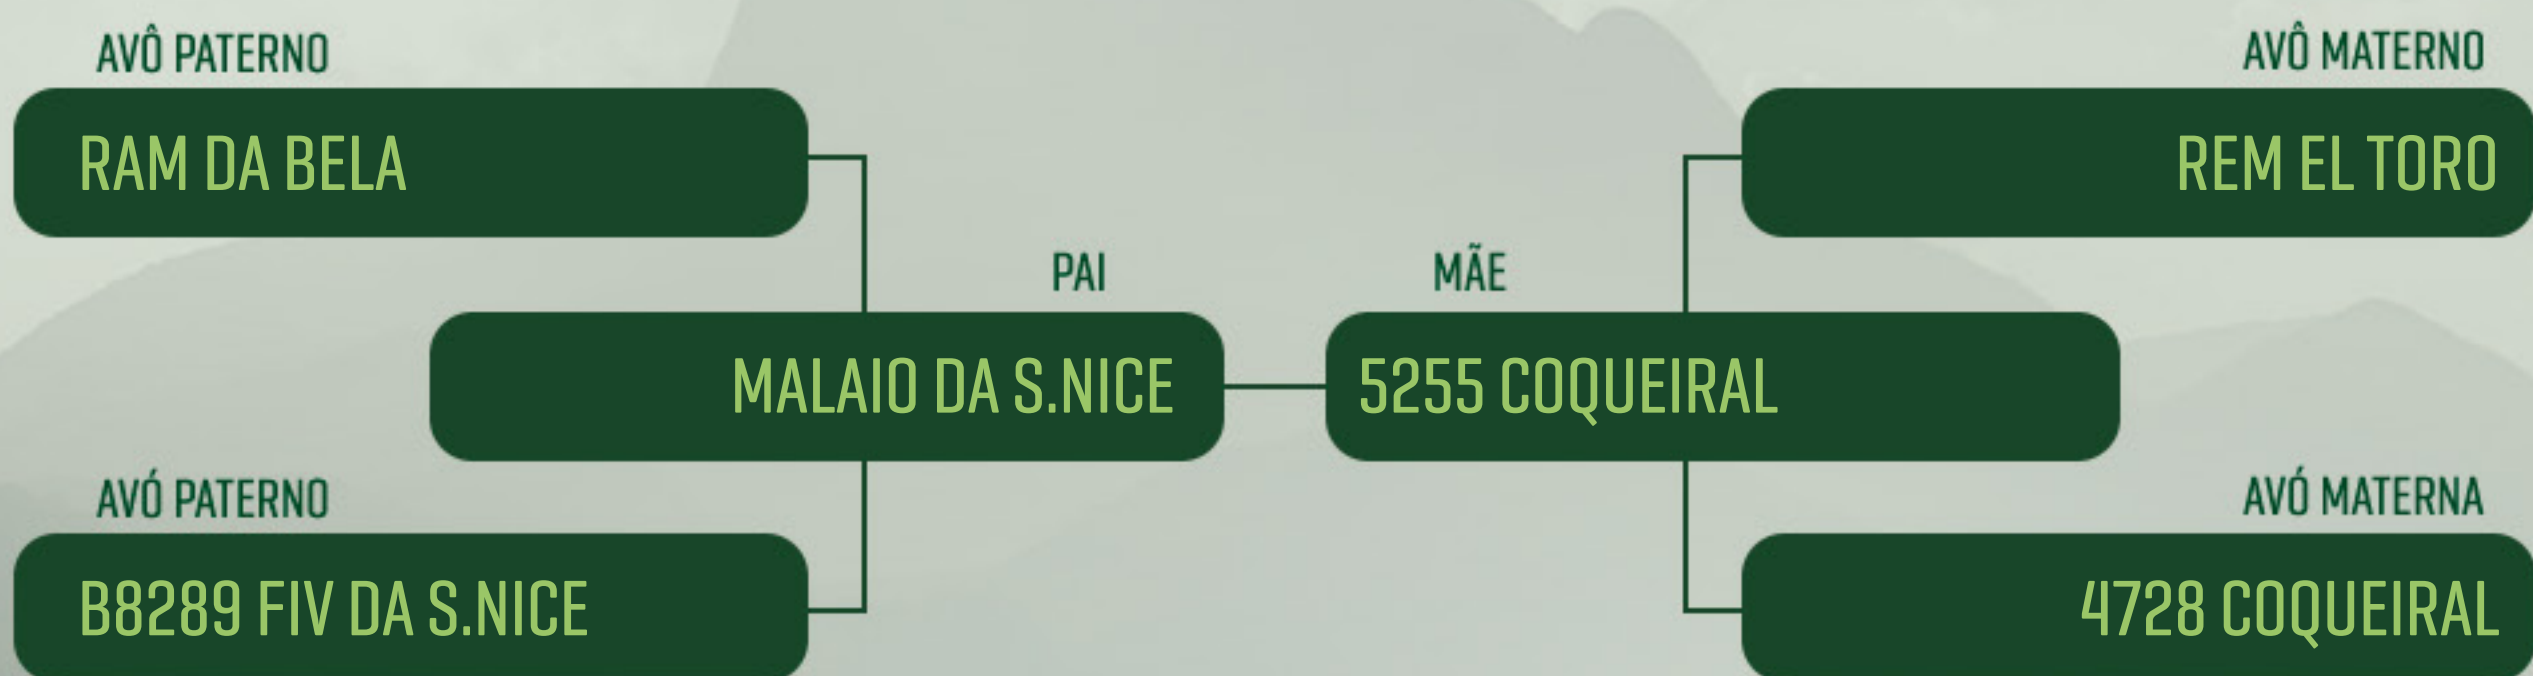 AVÔ PATERNO
RAM DA BELA
AVÔ MATERNO
REM EL TORO
PAI
MALAIO DA S.NICE
MÃE
5255 COQUEIRAL
AVÓ PATERNO
B8289 FIV DA S.NICE
AVÓ MATERNA
4728 COQUEIRAL